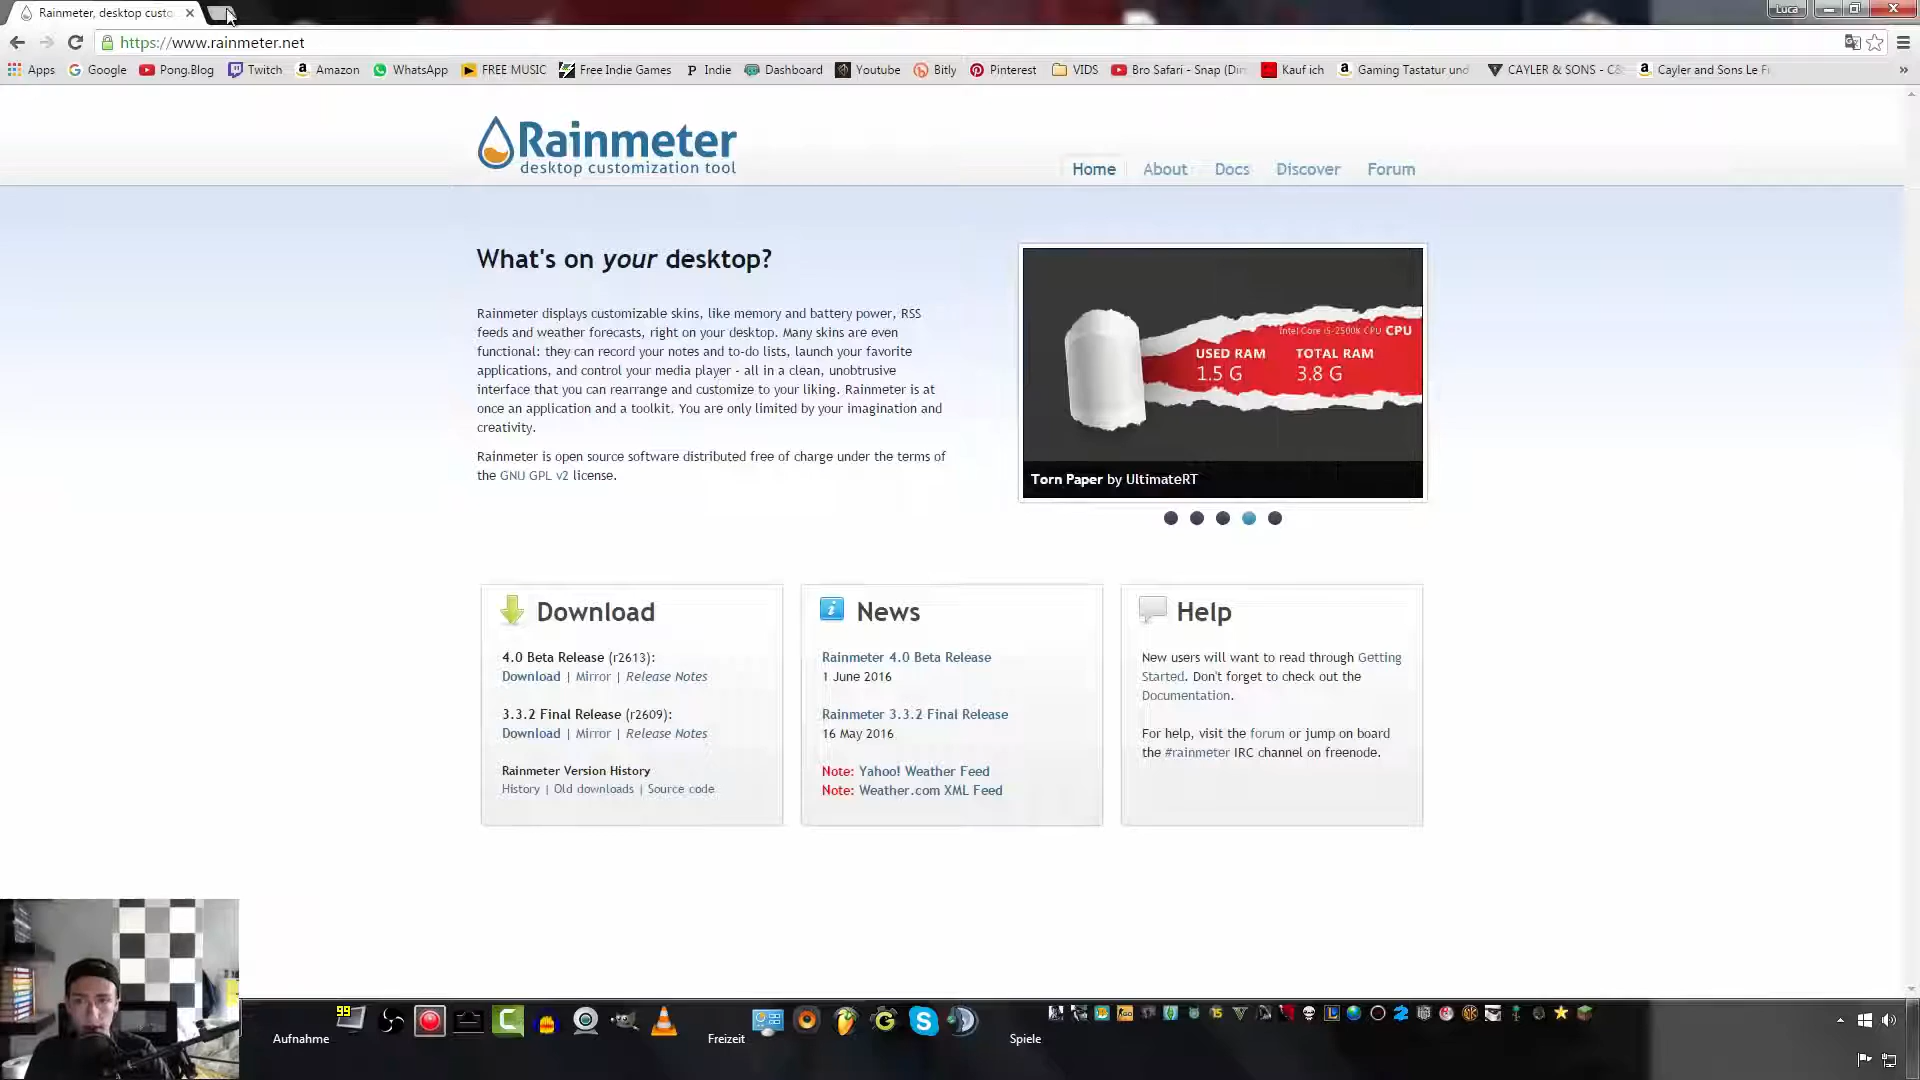 Rainmeter, desktop custo
Luca
https://www.rainmeter.net
Apps Google Pong.Blog Twitch Amazon WhatsApp FREE MUSIC Free Indie Games Indie Dashboard Youtube Bitly Pinterest VIDS Bro Safari - Snap (Dim Kauf ich Gaming Tastatur und CAYLER & SONS - C& Cayler and Sons Le Fi »
Rainmeter
desktop customization tool
Home About Docs Discover Forum
What's on your desktop?
Rainmeter displays customizable skins, like memory and battery power, RSS
feeds and weather forecasts, right on your desktop. Many skins are even
functional: they can record your notes and to-do lists, launch your favorite
applications, and control your media player - all in a clean, unobtrusive
interface that you can rearrange and customize to your liking. Rainmeter is at
once an application and a toolkit. You are only limited by your imagination and
creativity.
Rainmeter is open source software distributed free of charge under the terms of
the GNU GPL v2 license.
Intel Core i5-2500k CPU CPU
USED RAM TOTAL RAM
1.5 G 3.8 G
Torn Paper by UltimateRT
Download
4.0 Beta Release (r2613):
Download | Mirror | Release Notes
3.3.2 Final Release (r2609):
Download | Mirror | Release Notes
Rainmeter Version History
History | Old downloads | Source code
News
Rainmeter 4.0 Beta Release
1 June 2016
Rainmeter 3.3.2 Final Release
16 May 2016
Note: Yahoo! Weather Feed
Note: Weather.com XML Feed
Help
New users will want to read through Getting
Started. Don't forget to check out the
Documentation.
For help, visit the forum or jump on board
the #rainmeter IRC channel on freenode.
99
Aufnahme Freizeit Spiele